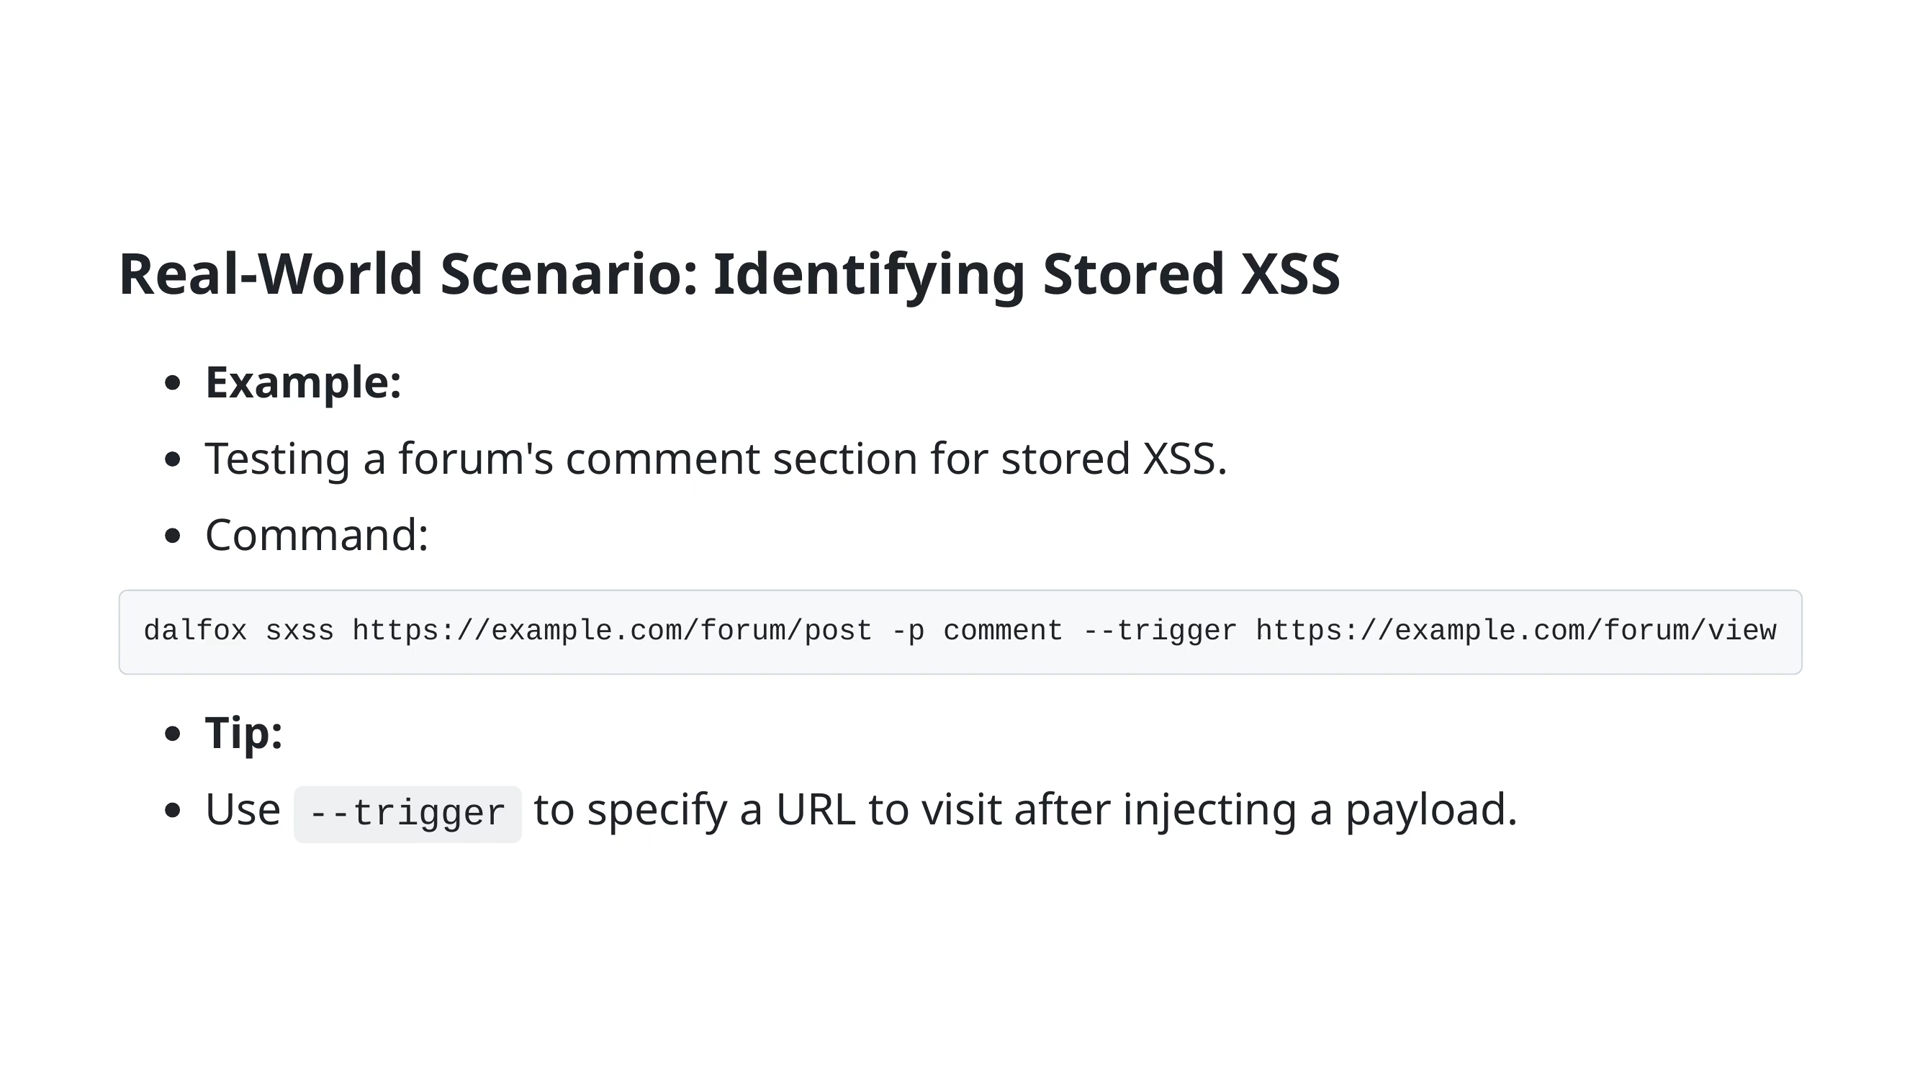 Real-World Scenario: Identifying Stored XSS
Example:
Testing a forum's comment section for stored XSS.
Command:
dalfox sxss https://example.com/forum/post -p comment --trigger https://example.com/forum/view
Tip:
Use --trigger to specify a URL to visit after injecting a payload.